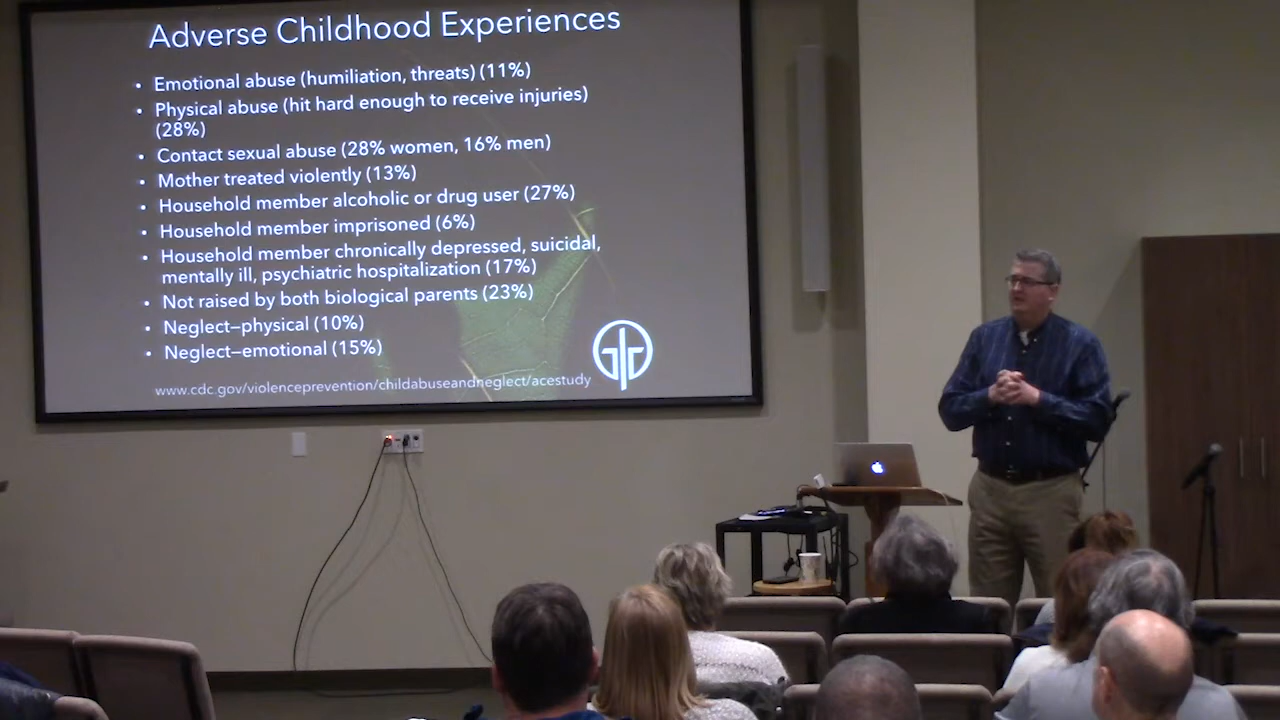 Adverse Childhood Experiences
• Emotional abuse (humiliation, threats) (11%)
• Physical abuse (hit hard enough to receive injuries)
(28%)
• Contact sexual abuse (28% women, 16% men)
• Mother treated violently (13%)
• Household member alcoholic or drug user (27%)
• Household member imprisoned (6%)
• Household member chronically depressed, suicidal,
mentally ill, psychiatric hospitalization (17%)
• Not raised by both biological parents (23%)
• Neglect—physical (10%)
• Neglect—emotional (15%)
www.cdc.gov/violenceprevention/childabuseandneglect/acestudy